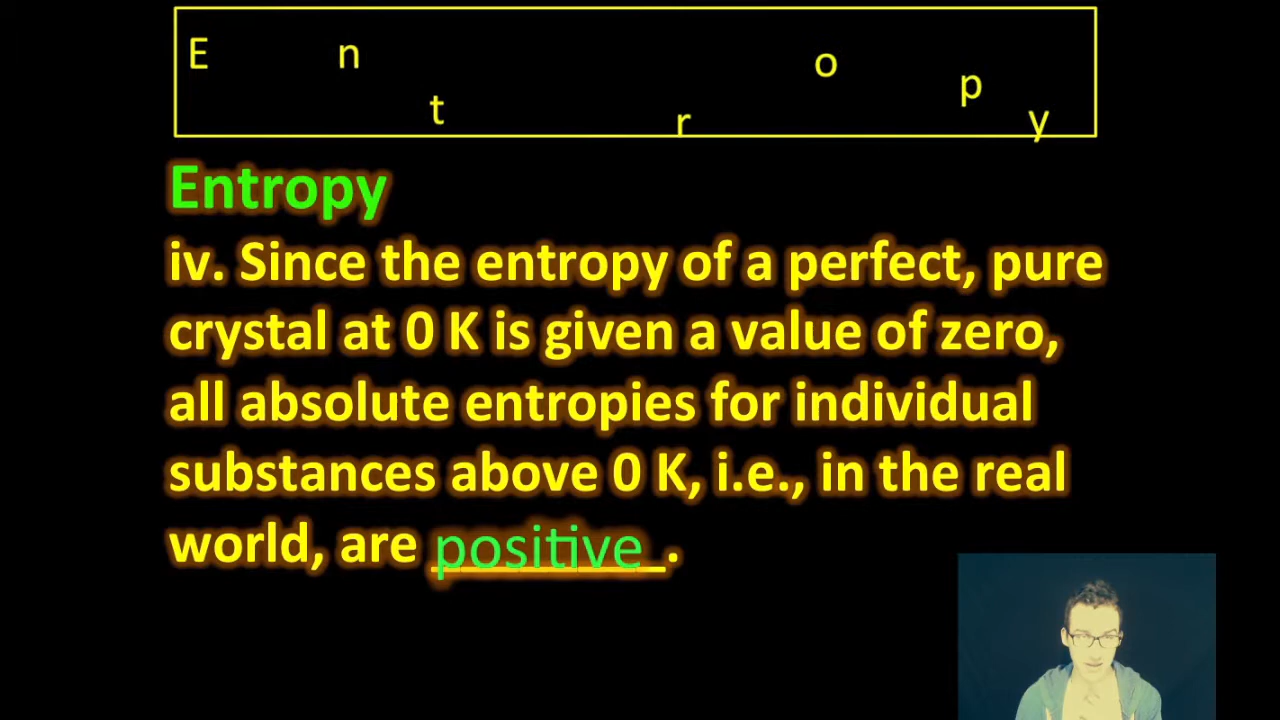 E n t r o p y
Entropy
iv. Since the entropy of a perfect, pure
crystal at 0 K is given a value of zero,
all absolute entropies for individual
substances above 0 K, i.e., in the real
world, are positive.